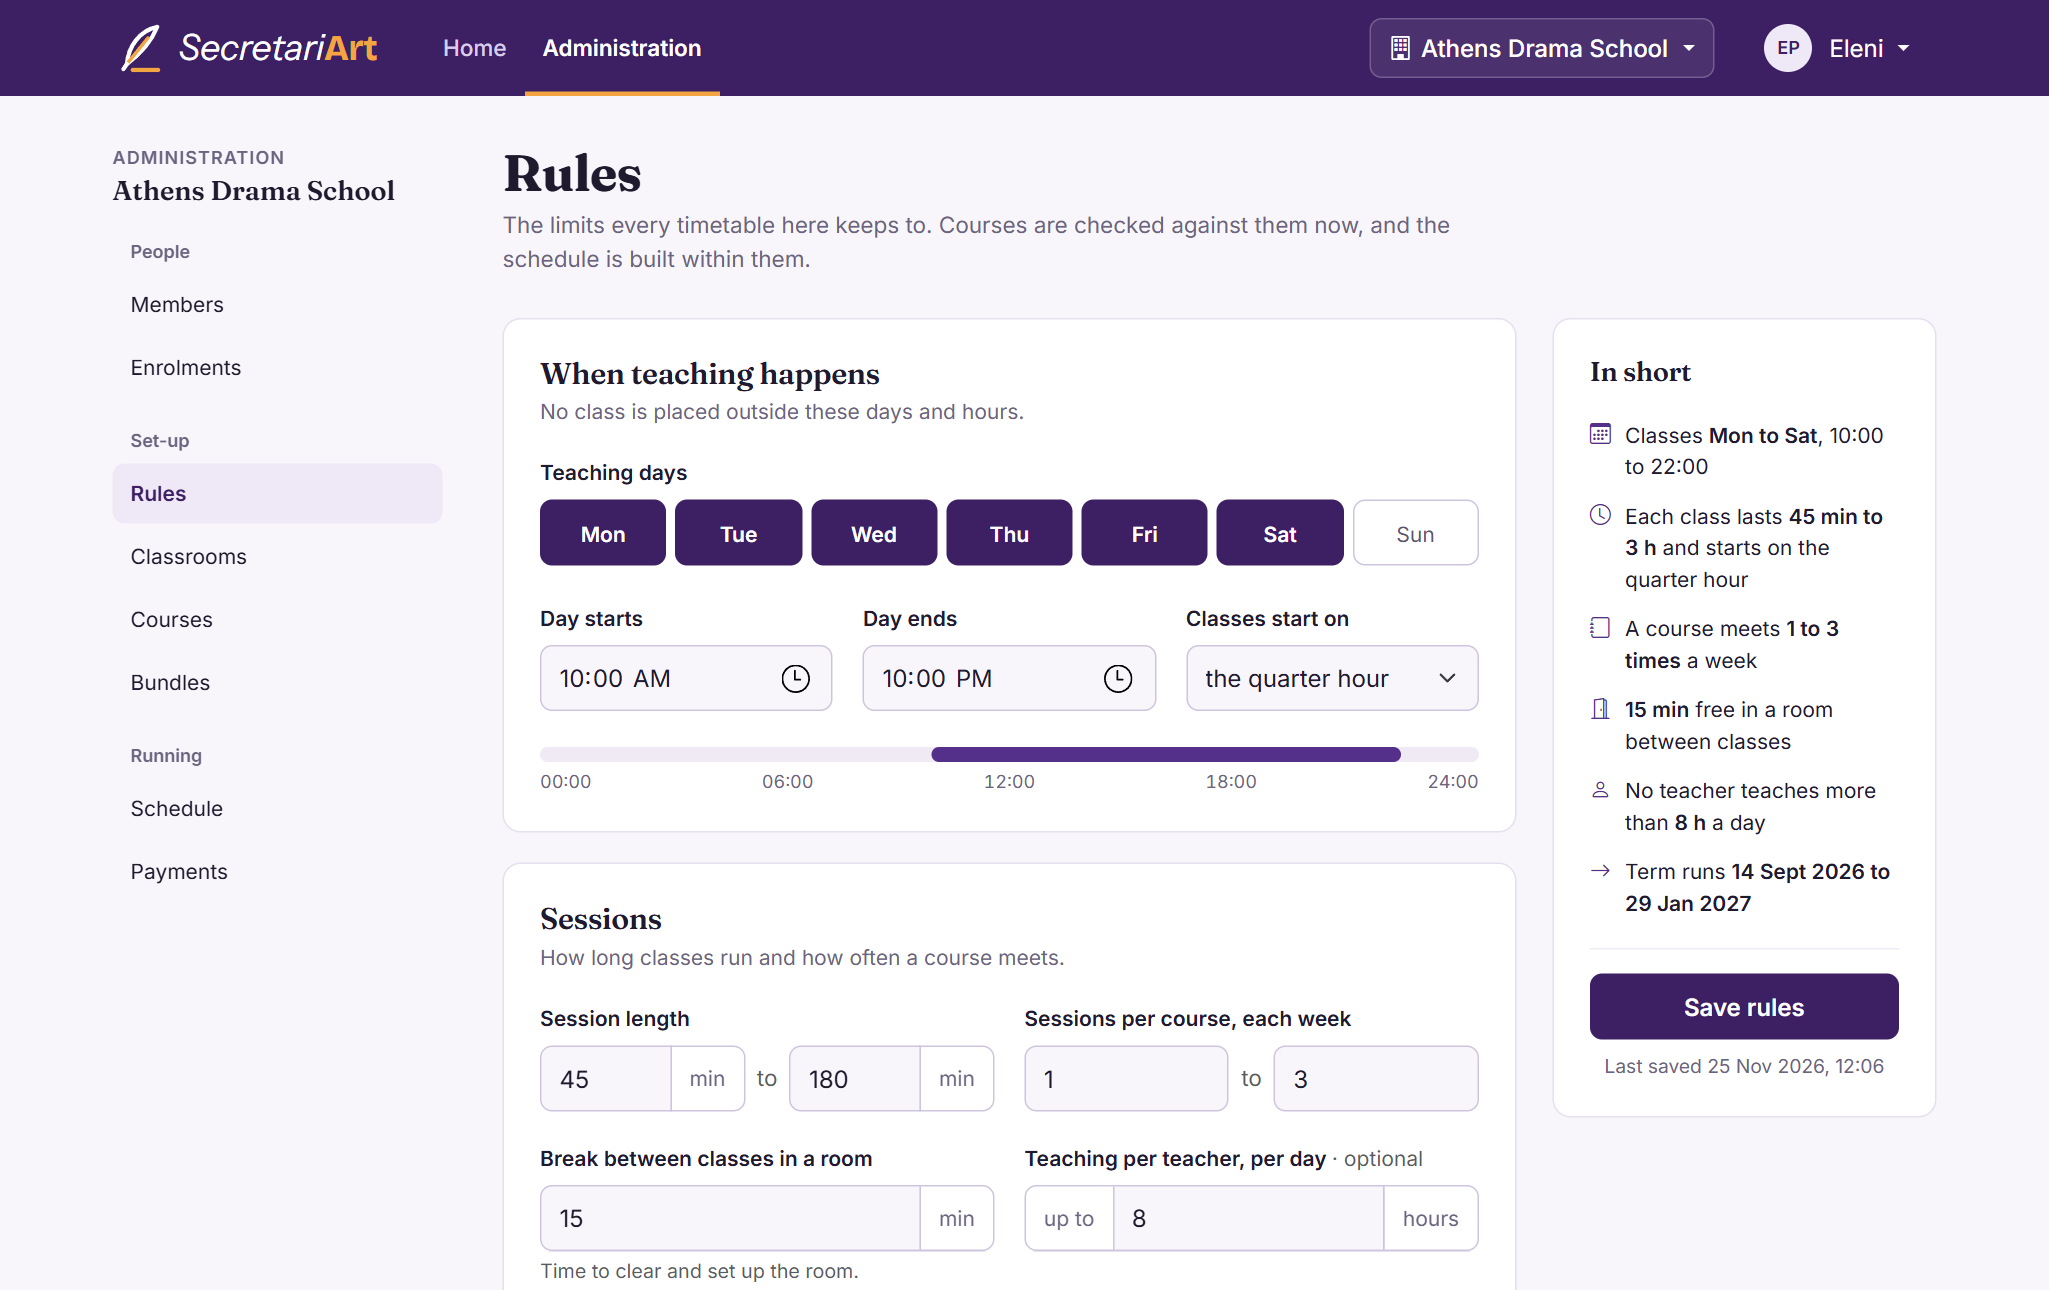 SecretariArt
Home
Administration
Athens Drama School
EP
Eleni
ADMINISTRATION
Athens Drama School
People
Members
Enrolments
Set-up
Rules
Classrooms
Courses
Bundles
Running
Schedule
Payments
Rules
The limits every timetable here keeps to. Courses are checked against them now, and the
schedule is built within them.
When teaching happens
No class is placed outside these days and hours.
Teaching days
Mon
Tue
Wed
Thu
Fri
Sat
Sun
Day starts
Day ends
Classes start on
10:00 AM
10:00 PM
the quarter hour
00:00
06:00
12:00
18:00
24:00
Sessions
How long classes run and how often a course meets.
Session length
45 min to 180 min
Sessions per course, each week
1 to 3
Break between classes in a room
15 min
Time to clear and set up the room.
Teaching per teacher, per day · optional
up to 8 hours
In short
Classes Mon to Sat, 10:00
to 22:00
Each class lasts 45 min to
3 h and starts on the
quarter hour
A course meets 1 to 3
times a week
15 min free in a room
between classes
No teacher teaches more
than 8 h a day
Term runs 14 Sept 2026 to
29 Jan 2027
Save rules
Last saved 25 Nov 2026, 12:06